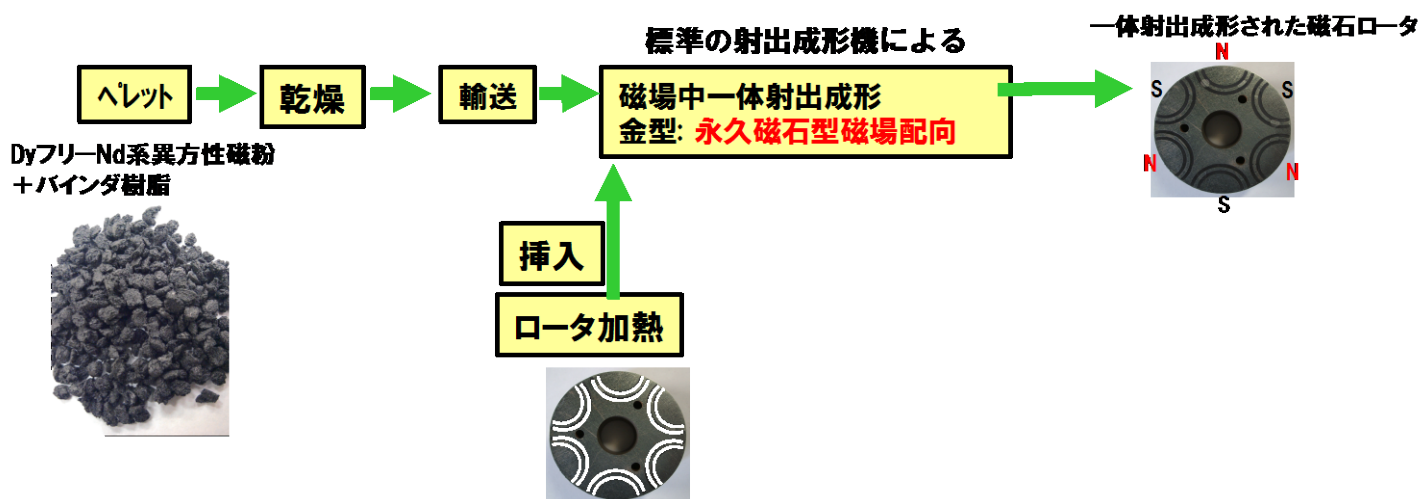 標準の射出成形機による
一体射出成形された磁石ロータ
ペレット
乾燥
輸送
磁場中一体射出成形
金型: 永久磁石型磁場配向
N
S
S
N
N
S
DyフリーNd系異方性磁粉
＋バインダ樹脂
挿入
ロータ加熱